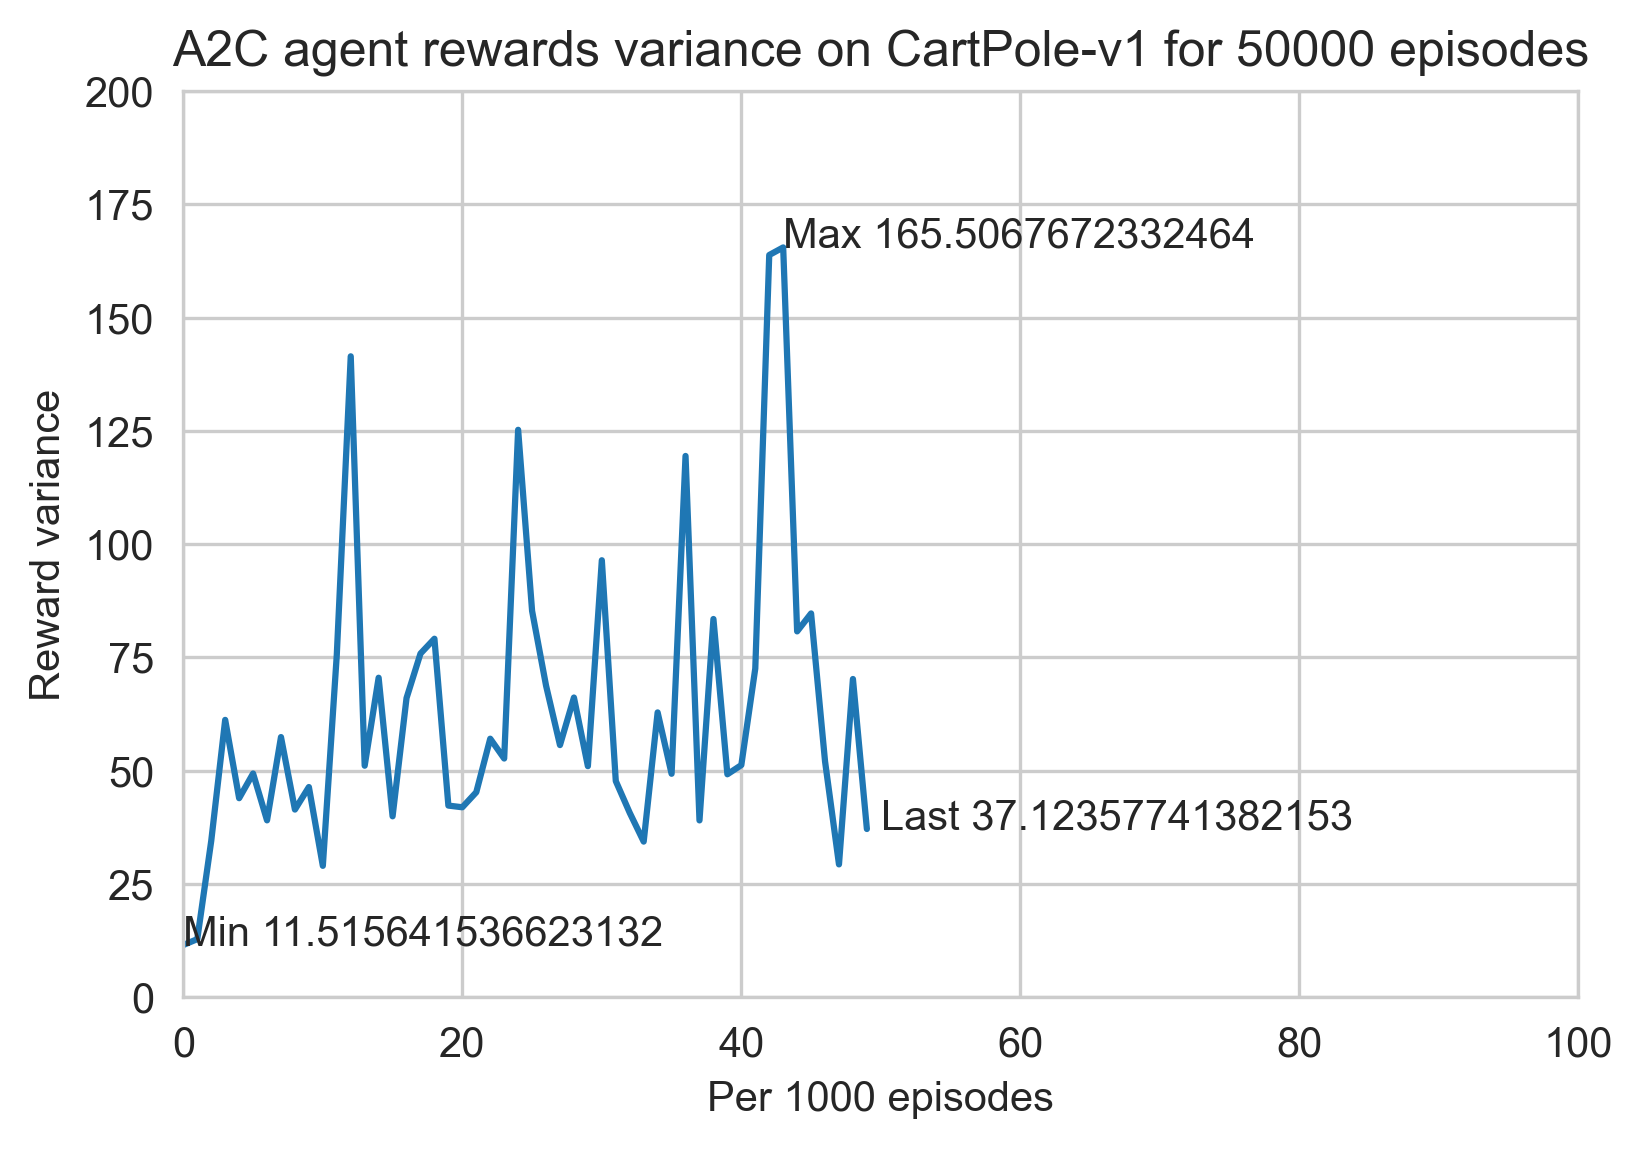 A2C agent rewards variance on CartPole-v1 for 50000 episodes
200
175
150
125
100
75
50
25
0
Reward variance
Max 165.5067672332464
Last 37.12357741382153
Min 11.515641536623132
0 20 40 60 80 100
Per 1000 episodes